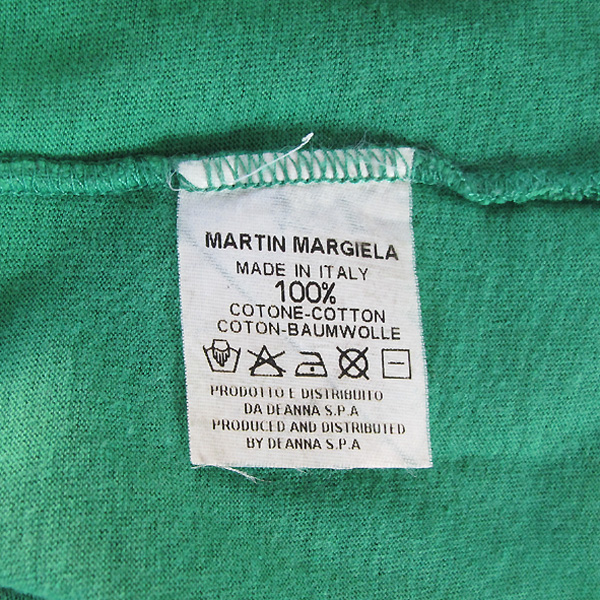 MARTIN MARGIELA
MADE IN ITALY
100%
COTONE-COTTON
COTON-BAUMWOLLE
PRODOTTO E DISTRIBUITO
DA DEANNA S.P.A
PRODUCED AND DISTRIBUTED
BY DEANNA S.P.A